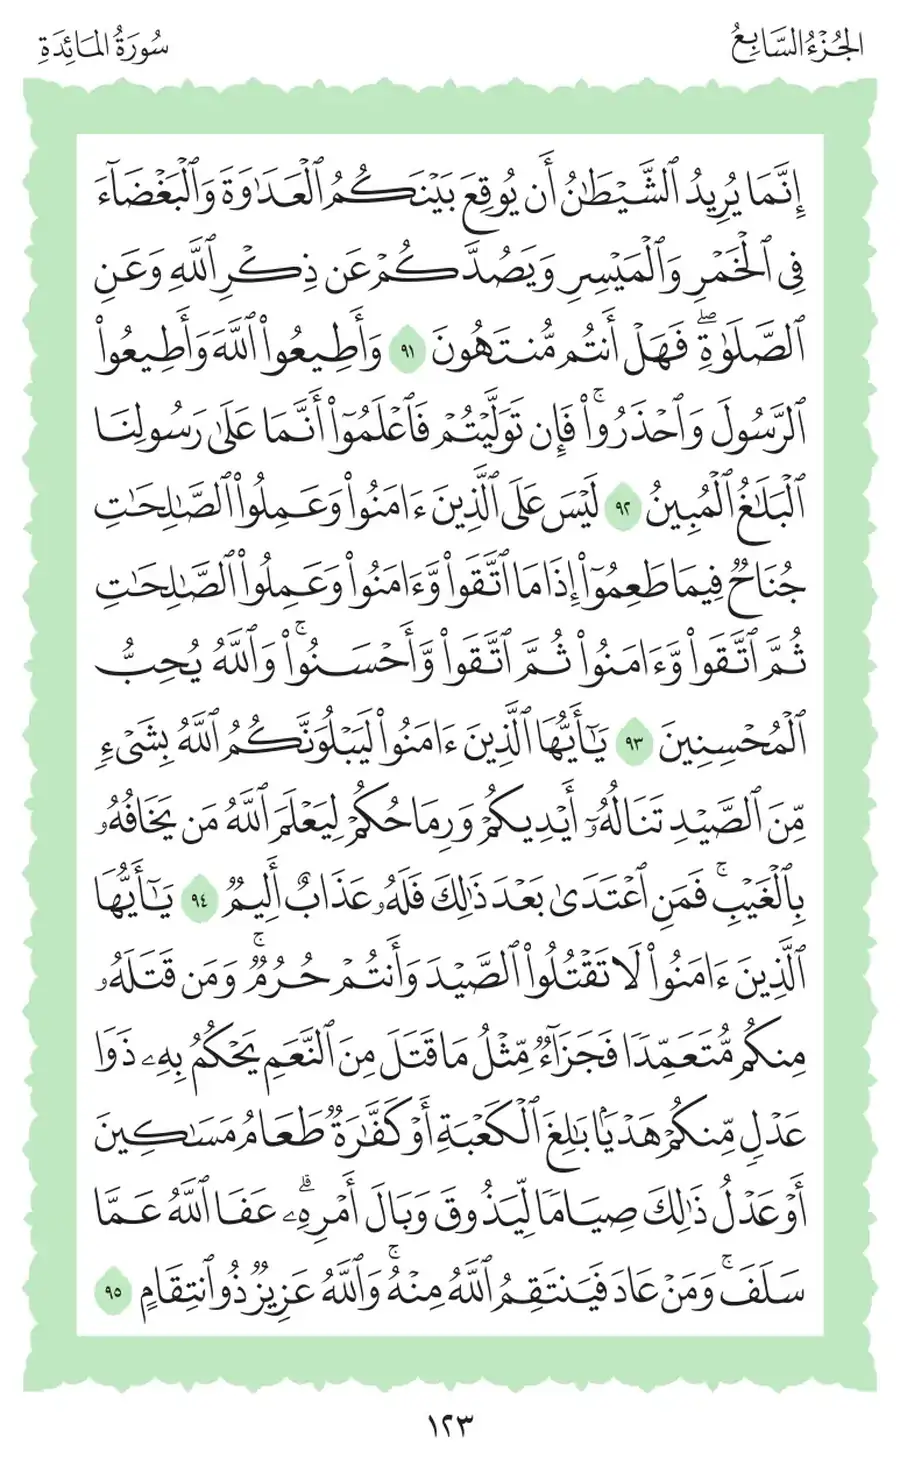 الجُزْءُ السَّابِعُ
سُورَةُ المَائِدَةِ
إِنَّمَا يُرِيدُ ٱلشَّيْطَٰنُ أَن يُوقِعَ بَيْنَكُمُ ٱلْعَدَٰوَةَ وَٱلْبَغْضَآءَ
فِى ٱلْخَمْرِ وَٱلْمَيْسِرِ وَيَصُدَّكُمْ عَن ذِكْرِ ٱللَّهِ وَعَنِ
ٱلصَّلَوٰةِ ۖ فَهَلْ أَنتُم مُّنتَهُونَ ٩١ وَأَطِيعُوا۟ ٱللَّهَ وَأَطِيعُوا۟
ٱلرَّسُولَ وَٱحْذَرُوا۟ ۚ فَإِن تَوَلَّيْتُمْ فَٱعْلَمُوٓا۟ أَنَّمَا عَلَىٰ رَسُولِنَا
ٱلْبَلَٰغُ ٱلْمُبِينُ ٩٢ لَيْسَ عَلَى ٱلَّذِينَ ءَامَنُوا۟ وَعَمِلُوا۟ ٱلصَّٰلِحَٰتِ
جُنَاحٌ فِيمَا طَعِمُوٓا۟ إِذَا مَا ٱتَّقَوا۟ وَّءَامَنُوا۟ وَعَمِلُوا۟ ٱلصَّٰلِحَٰتِ
ثُمَّ ٱتَّقَوا۟ وَّءَامَنُوا۟ ثُمَّ ٱتَّقَوا۟ وَّأَحْسَنُوا۟ ۚ وَٱللَّهُ يُحِبُّ
ٱلْمُحْسِنِينَ ٩٣ يَٰٓأَيُّهَا ٱلَّذِينَ ءَامَنُوا۟ لَيَبْلُوَنَّكُمُ ٱللَّهُ بِشَىْءٍ
مِّنَ ٱلصَّيْدِ تَنَالُهُۥٓ أَيْدِيكُمْ وَرِمَاحُكُمْ لِيَعْلَمَ ٱللَّهُ مَن يَخَافُهُۥ
بِٱلْغَيْبِ ۚ فَمَنِ ٱعْتَدَىٰ بَعْدَ ذَٰلِكَ فَلَهُۥ عَذَابٌ أَلِيمٌ ٩٤ يَٰٓأَيُّهَا
ٱلَّذِينَ ءَامَنُوا۟ لَا تَقْتُلُوا۟ ٱلصَّيْدَ وَأَنتُمْ حُرُمٌ ۚ وَمَن قَتَلَهُۥ
مِنكُم مُّتَعَمِّدًا فَجَزَآءٌ مِّثْلُ مَا قَتَلَ مِنَ ٱلنَّعَمِ يَحْكُمُ بِهِۦ ذَوَا
عَدْلٍ مِّنكُمْ هَدْيًۢا بَٰلِغَ ٱلْكَعْبَةِ أَوْ كَفَّٰرَةٌ طَعَامُ مَسَٰكِينَ
أَوْ عَدْلُ ذَٰلِكَ صِيَامًا لِّيَذُوقَ وَبَالَ أَمْرِهِۦ ۗ عَفَا ٱللَّهُ عَمَّا
سَلَفَ ۚ وَمَنْ عَادَ فَيَنتَقِمُ ٱللَّهُ مِنْهُ ۚ وَٱللَّهُ عَزِيزٌ ذُو ٱنتِقَامٍ ٩٥
١٢٣